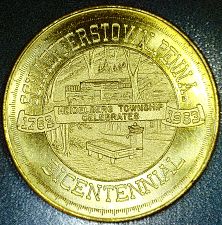 SCHAEFFERSTOWN, PENNA.
HEIDELBERG TOWNSHIP
1763 CELEBRATES 1963
BICENTENNIAL